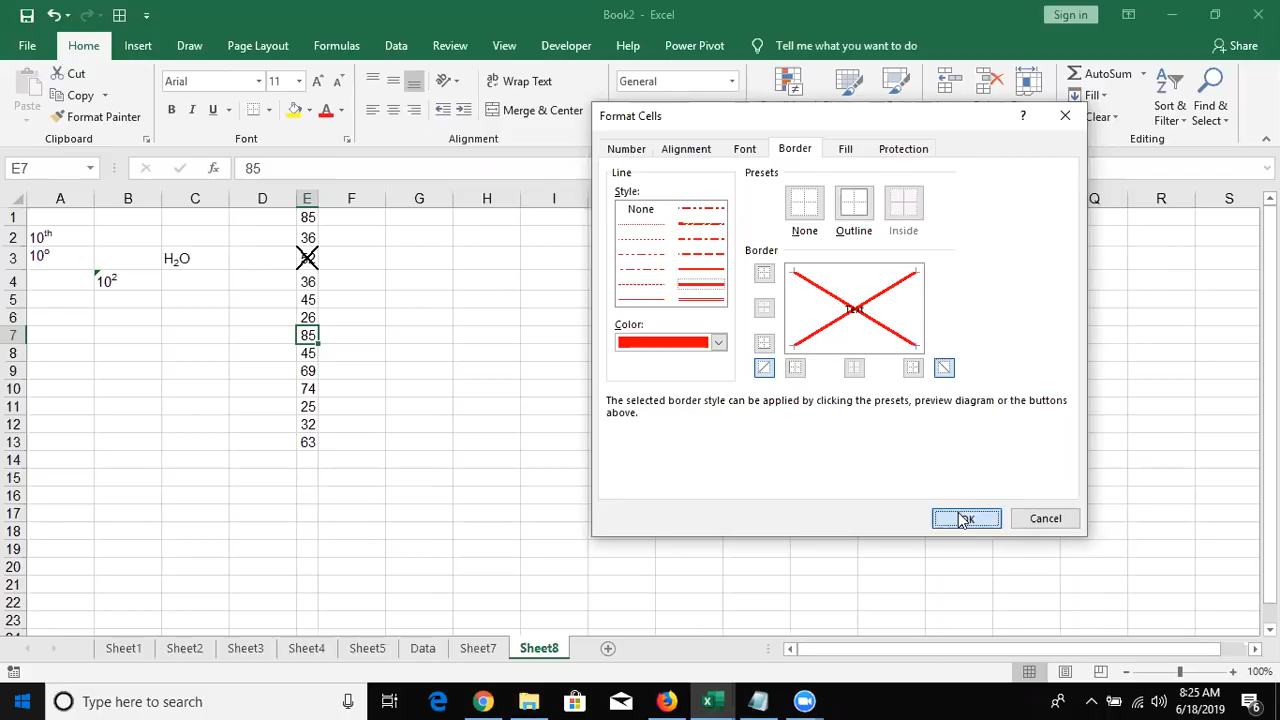 Book2 - Excel
Sign in
File Home Insert Draw Page Layout Formulas Data Review View Developer Help Power Pivot Tell me what you want to do Share
Paste
Cut
Copy
Format Painter
Clipboard
Arial 11
B I U
Font
Wrap Text
Merge & Center
Alignment
General
AutoSum
Fill
Clear
Sort & Filter
Find & Select
Editing
E7 fx 85
A B C D E F G H I Q R S
1 85
2 10th 36
3 10o H2O
4 102 36
5 45
6 26
7 85
8 45
9 69
10 74
11 25
12 32
13 63
14
15
16
17
18
19
20
21
22
23
Format Cells ?
Number Alignment Font Border Fill Protection
Line
Style:
None
Color:
Presets
None Outline Inside
Border
Text
The selected border style can be applied by clicking the presets, preview diagram or the buttons
above.
OK Cancel
Sheet1 Sheet2 Sheet3 Sheet4 Sheet5 Data Sheet7 Sheet8
100%
Type here to search
8:25 AM
6/18/2019
6